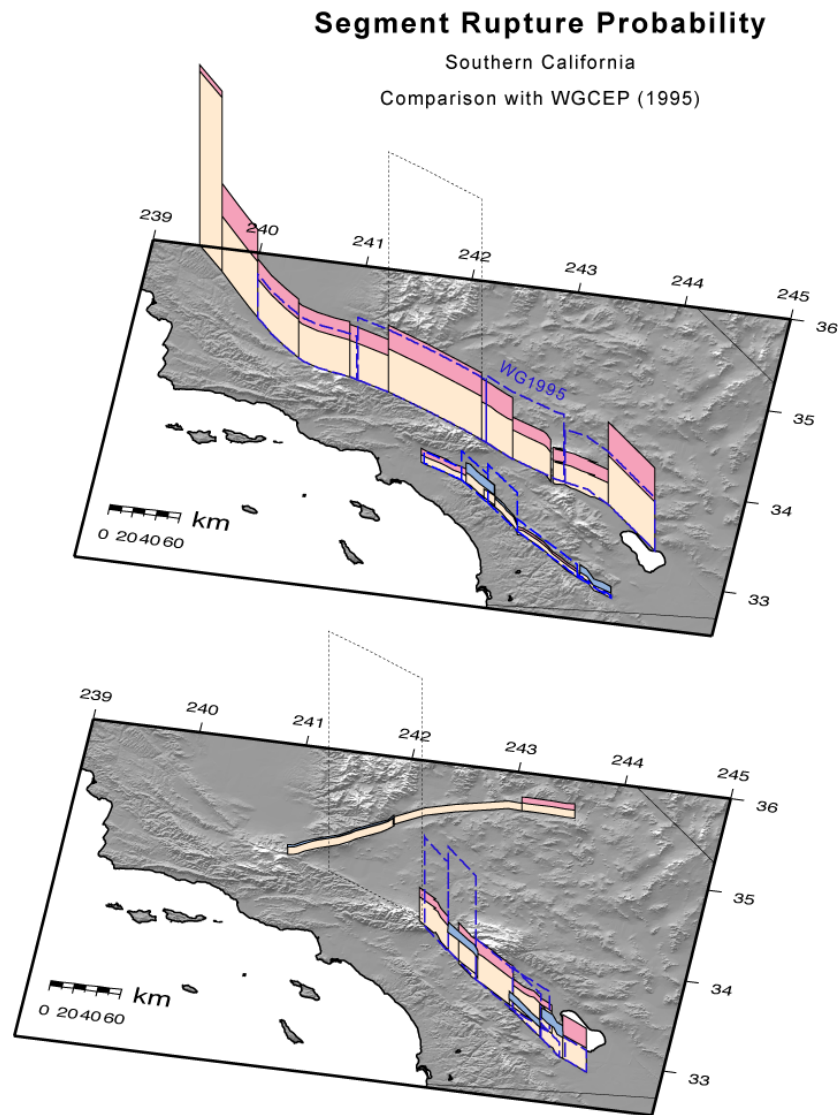 Segment Rupture Probability
Southern California
Comparison with WGCEP (1995)
239
240
241
242
243
244
245
36
WG1995
35
34
km
0 20 40 60
33
239
240
241
242
243
244
245
36
35
34
km
0 20 40 60
33